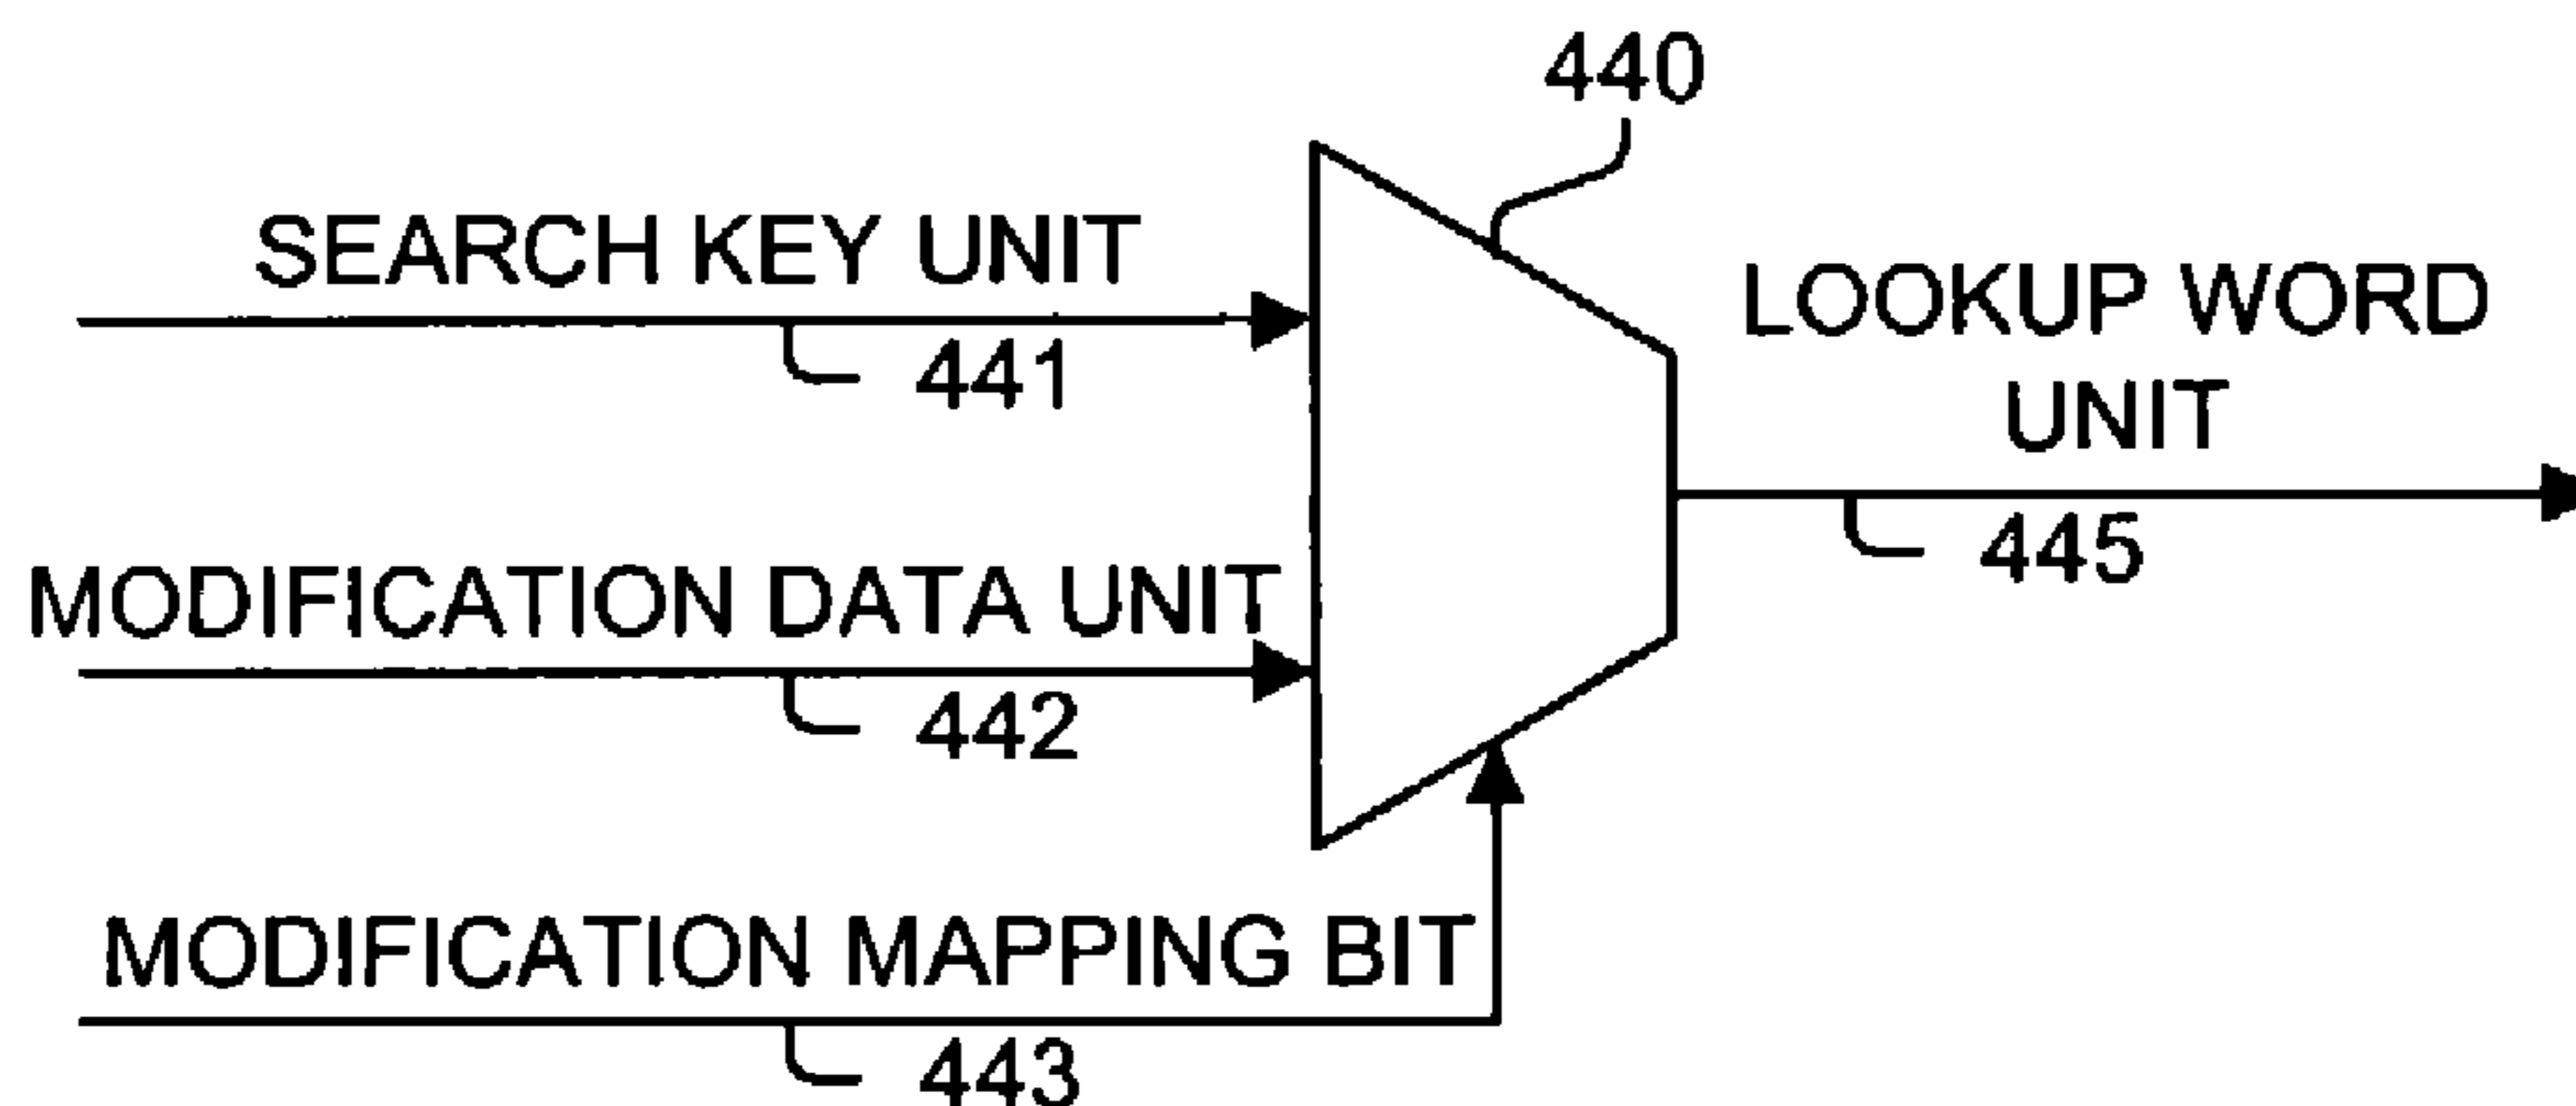 440
SEARCH KEY UNIT
441
LOOKUP WORD
UNIT
445
MODIFICATION DATA UNIT
442
MODIFICATION MAPPING BIT
443